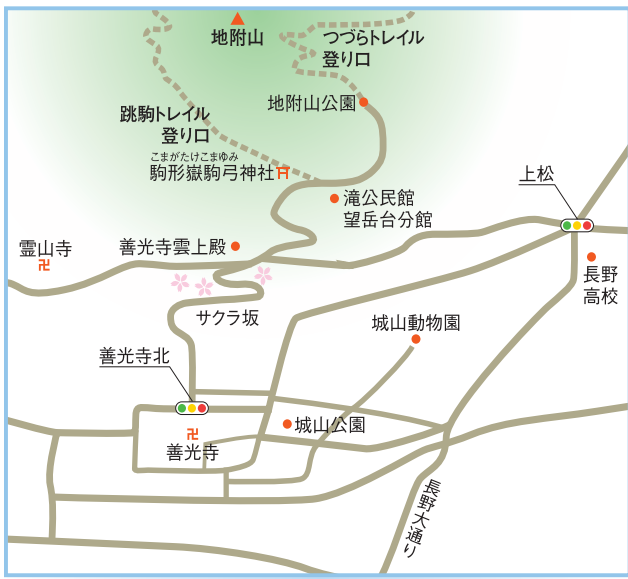 地附山
つづらトレイル
登り口
地附山公園
跳駒トレイル
登り口
こまがたけこまゆみ
駒形嶽駒弓神社
上松
滝公民館
望岳台分館
霊山寺
善光寺雲上殿
長野
高校
サクラ坂
城山動物園
善光寺北
城山公園
善光寺
長野大通り